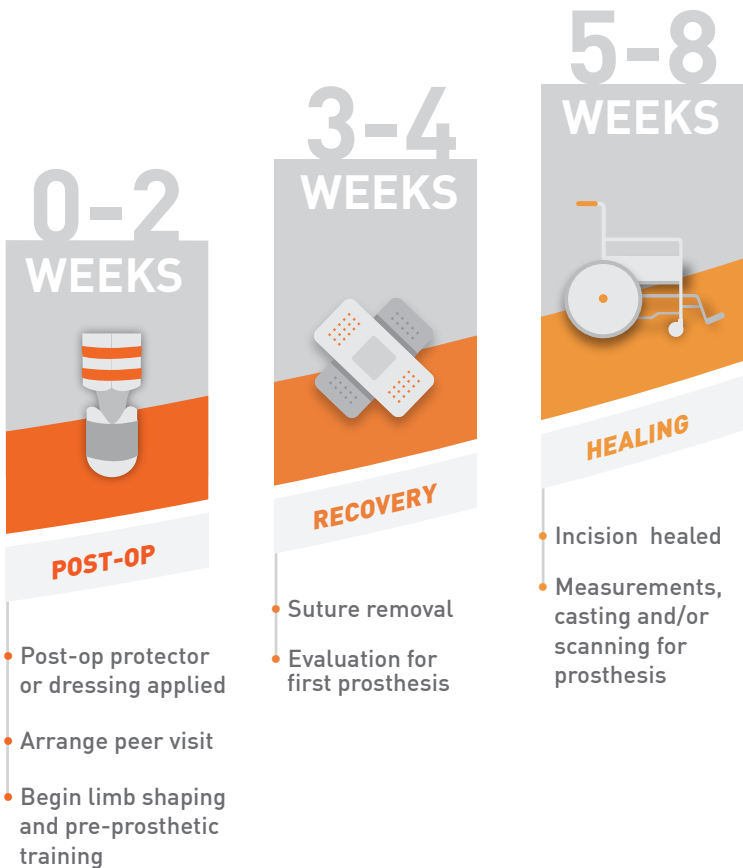 0-2
WEEKS
POST-OP
Post-op protector
or dressing applied
Arrange peer visit
Begin limb shaping
and pre-prosthetic
training
3-4
WEEKS
RECOVERY
Suture removal
Evaluation for
first prosthesis
5-8
WEEKS
HEALING
Incision healed
Measurements,
casting and/or
scanning for
prosthesis